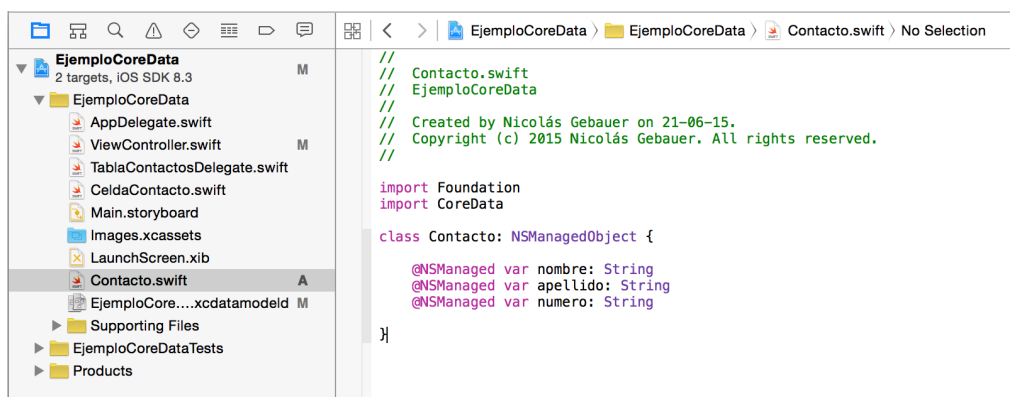 EjemploCoreData
2 targets, iOS SDK 8.3
M
EjemploCoreData
AppDelegate.swift
ViewController.swift M
TablaContactosDelegate.swift
CeldaContacto.swift
Main.storyboard
Images.xcassets
LaunchScreen.xib
Contacto.swift A
EjemploCore....xcdatamodeld M
Supporting Files
EjemploCoreDataTests
Products
EjemploCoreData 〉 EjemploCoreData 〉 Contacto.swift 〉 No Selection
//
// Contacto.swift
// EjemploCoreData
//
// Created by Nicolás Gebauer on 21-06-15.
// Copyright (c) 2015 Nicolás Gebauer. All rights reserved.
//
import Foundation
import CoreData
class Contacto: NSManagedObject {
@NSManaged var nombre: String
@NSManaged var apellido: String
@NSManaged var numero: String
}